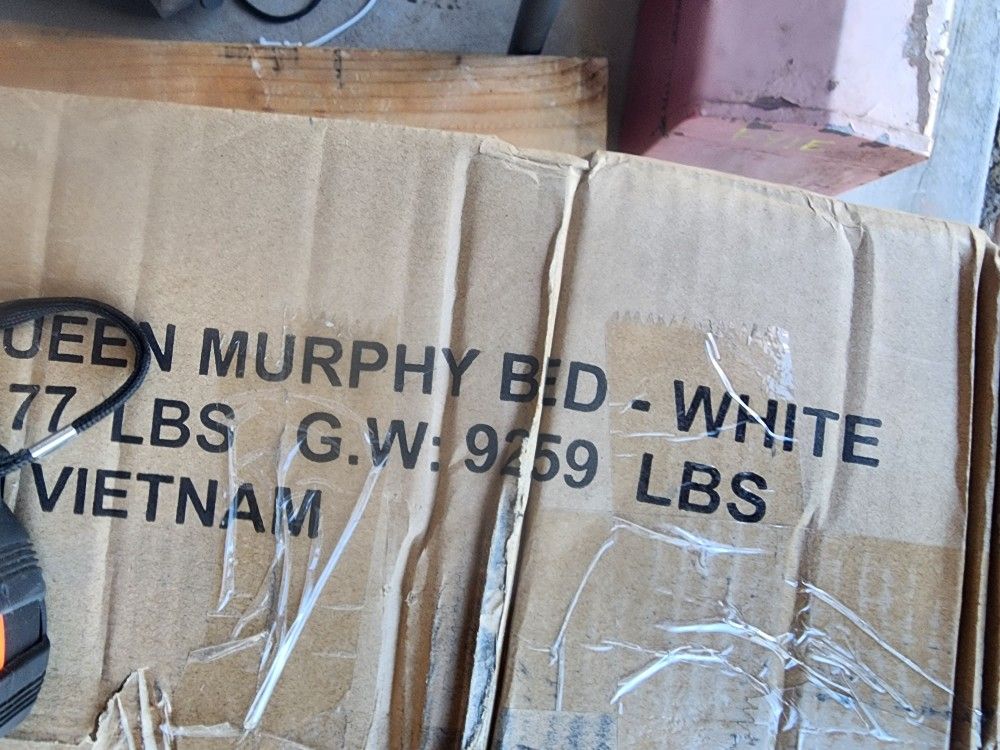 UEEN MURPHY BED - WHITE
77 LBS G.W: 9259 LBS
VIETNAM